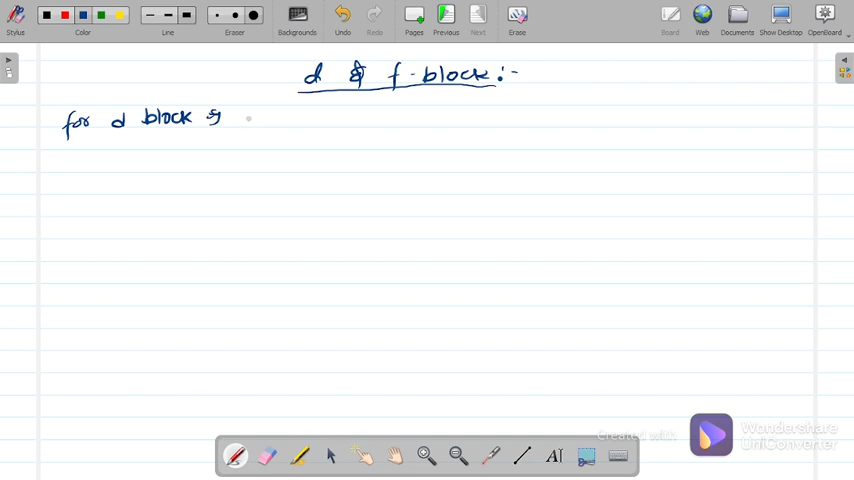 Stylus
Color
Line
Eraser
Backgrounds
Undo
Redo
Pages
Previous
Next
Erase
Board
Web
Documents
Show Desktop
OpenBoard
d & f-block:-
for d block
Created with
Wondershare
UniConverter